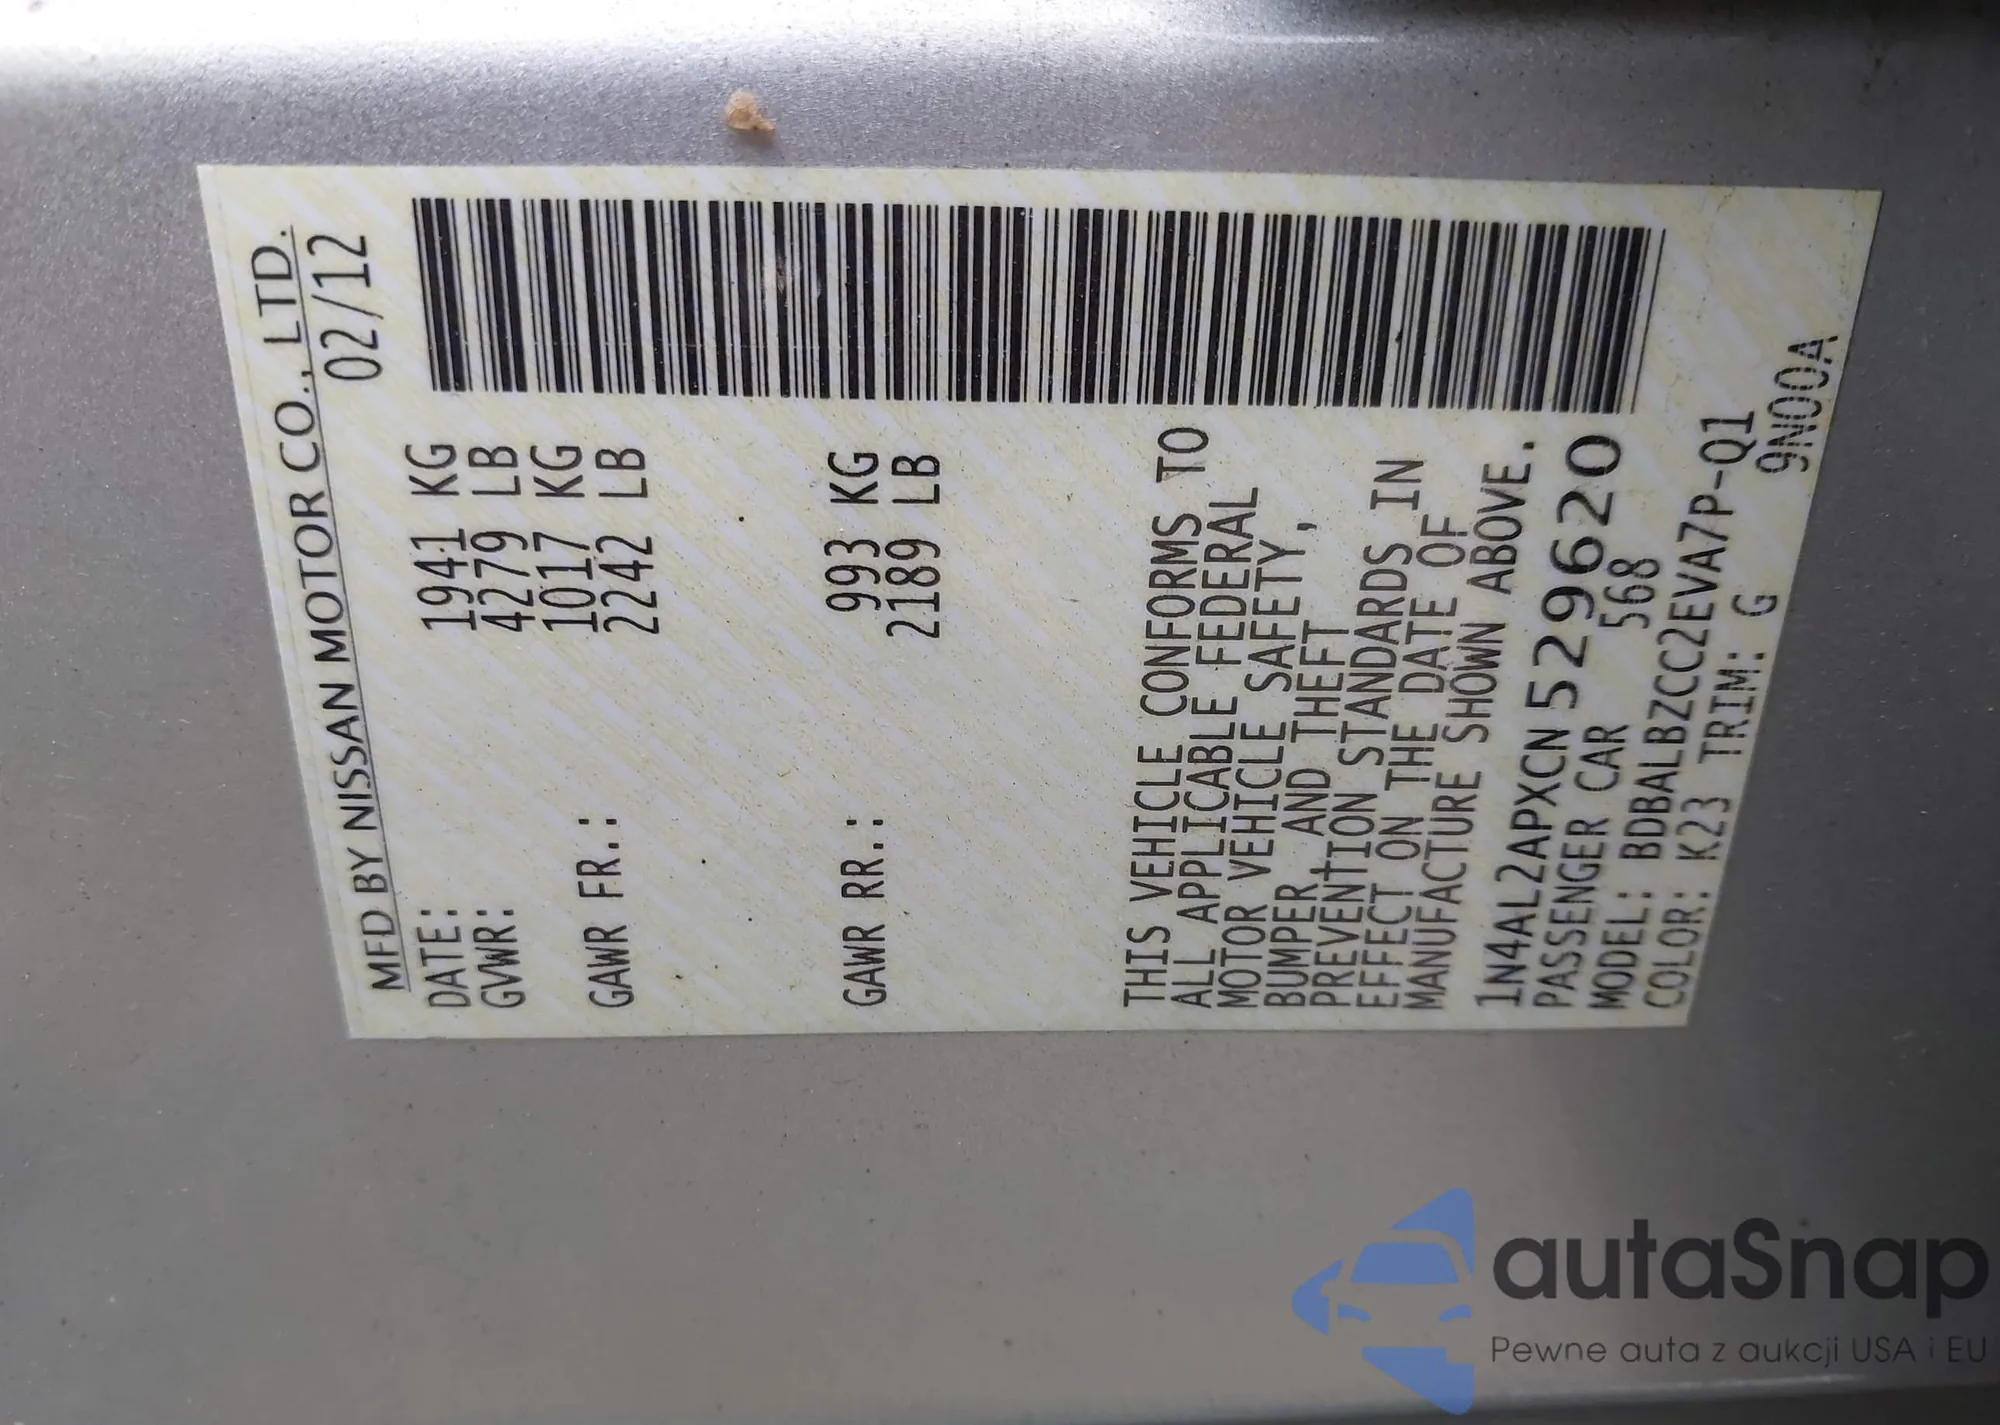 MFD BY NISSAN MOTOR CO., LTD.
DATE: 02/12
GVWR: 1941 KG
4279 LB
GAWR FR.: 1017 KG
2242 LB
GAWR RR.: 993 KG
2189 LB
THIS VEHICLE CONFORMS TO
ALL APPLICABLE FEDERAL
MOTOR VEHICLE SAFETY,
BUMPER AND THEFT
PREVENTION STANDARDS IN
EFFECT ON THE DATE OF
MANUFACTURE SHOWN ABOVE.
1N4AL2APXCN 529620
PASSENGER CAR 568
MODEL: BDBALBZCC2EVA7P-Q1
COLOR: K23 TRIM: G 9N00A
autaSnap
Pewne auta z aukcji USA i EU